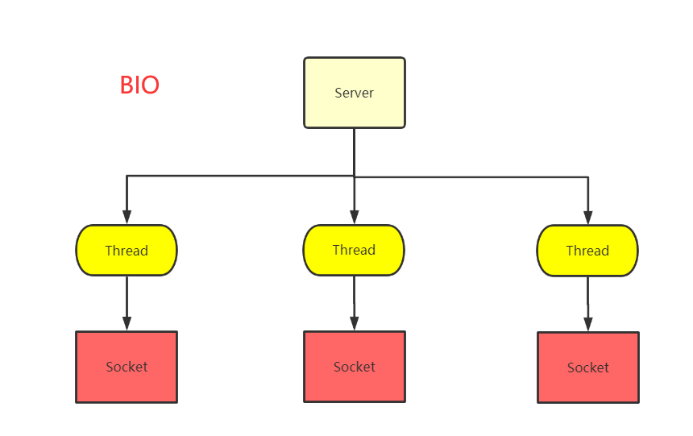 BIO
Server
Thread
Thread
Thread
Socket
Socket
Socket